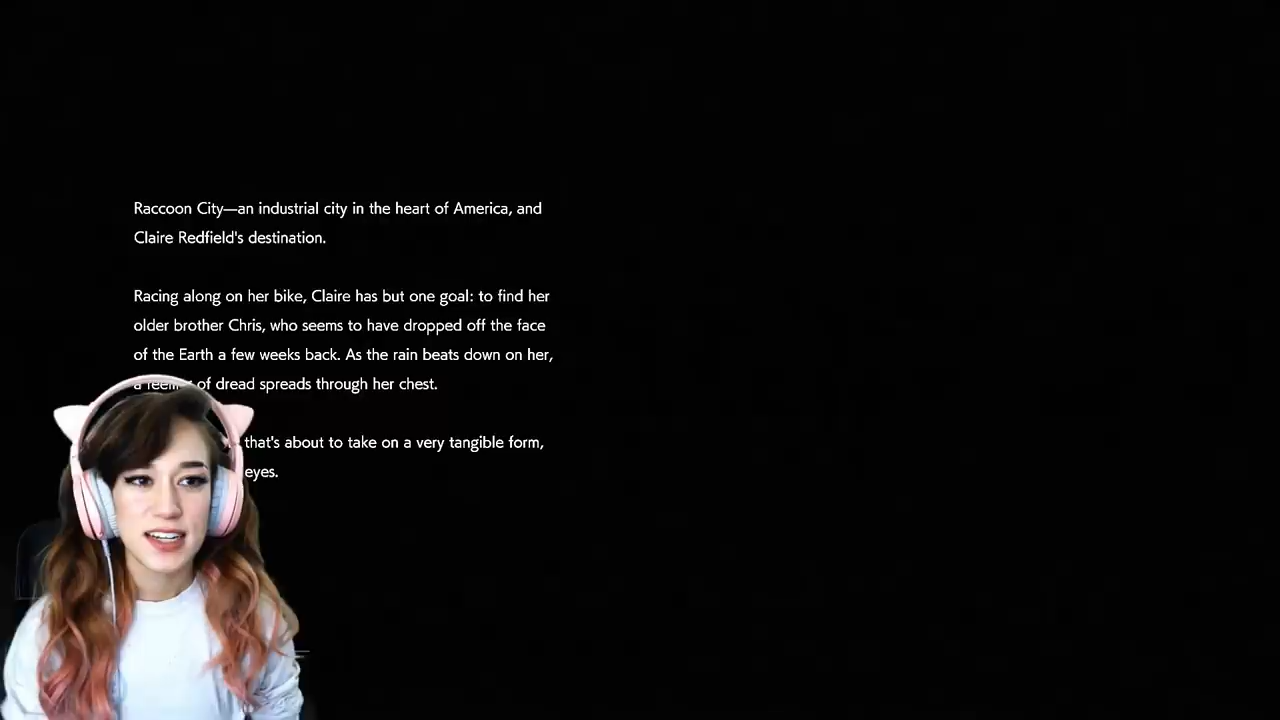 Raccoon City—an industrial city in the heart of America, and
Claire Redfield's destination.
Racing along on her bike, Claire has but one goal: to find her
older brother Chris, who seems to have dropped off the face
of the Earth a few weeks back. As the rain beats down on her,
a feeling of dread spreads through her chest.
that's about to take on a very tangible form,
eyes.